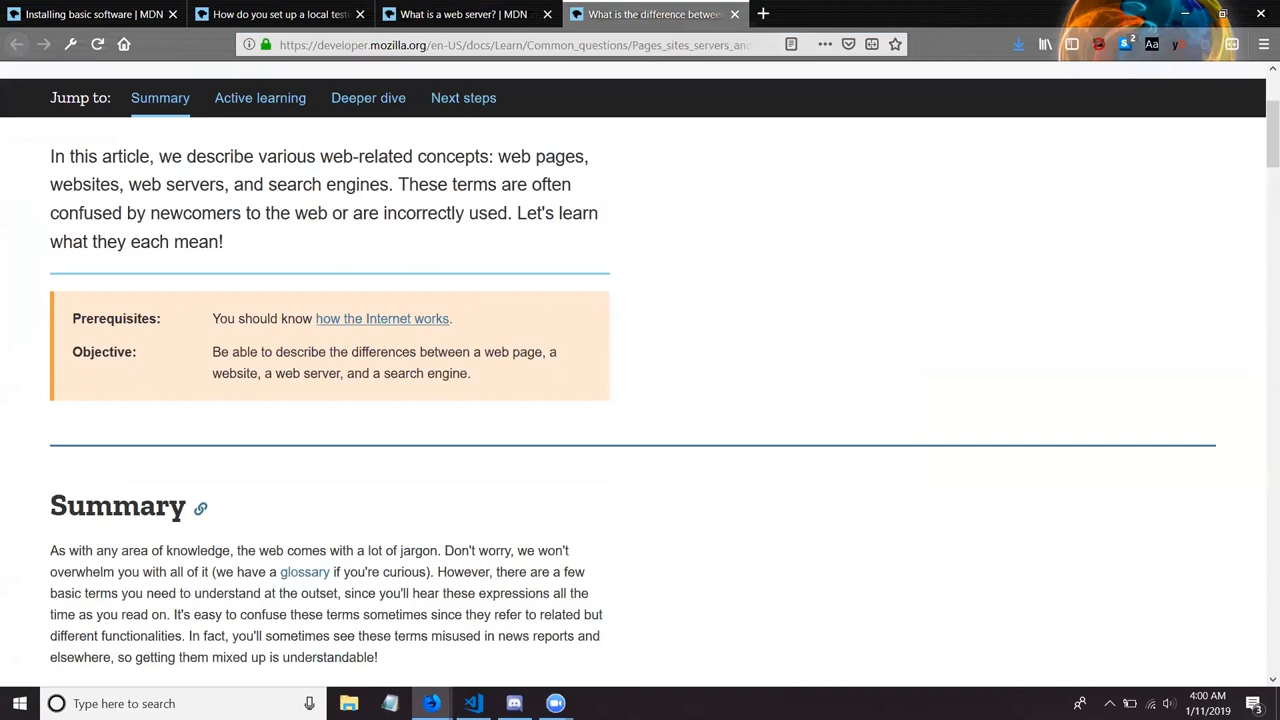 Installing basic software | MDN
How do you set up a local testi
What is a web server? | MDN
What is the difference betwee
https://developer.mozilla.org/en-US/docs/Learn/Common_questions/Pages_sites_servers_and
2
Aa
Jump to: Summary Active learning Deeper dive Next steps
In this article, we describe various web-related concepts: web pages,
websites, web servers, and search engines. These terms are often
confused by newcomers to the web or are incorrectly used. Let's learn
what they each mean!
Prerequisites: You should know how the Internet works.
Objective: Be able to describe the differences between a web page, a
website, a web server, and a search engine.
Summary
As with any area of knowledge, the web comes with a lot of jargon. Don't worry, we won't
overwhelm you with all of it (we have a glossary if you're curious). However, there are a few
basic terms you need to understand at the outset, since you'll hear these expressions all the
time as you read on. It's easy to confuse these terms sometimes since they refer to related but
different functionalities. In fact, you'll sometimes see these terms misused in news reports and
elsewhere, so getting them mixed up is understandable!
Type here to search
4:00 AM
1/11/2019
3